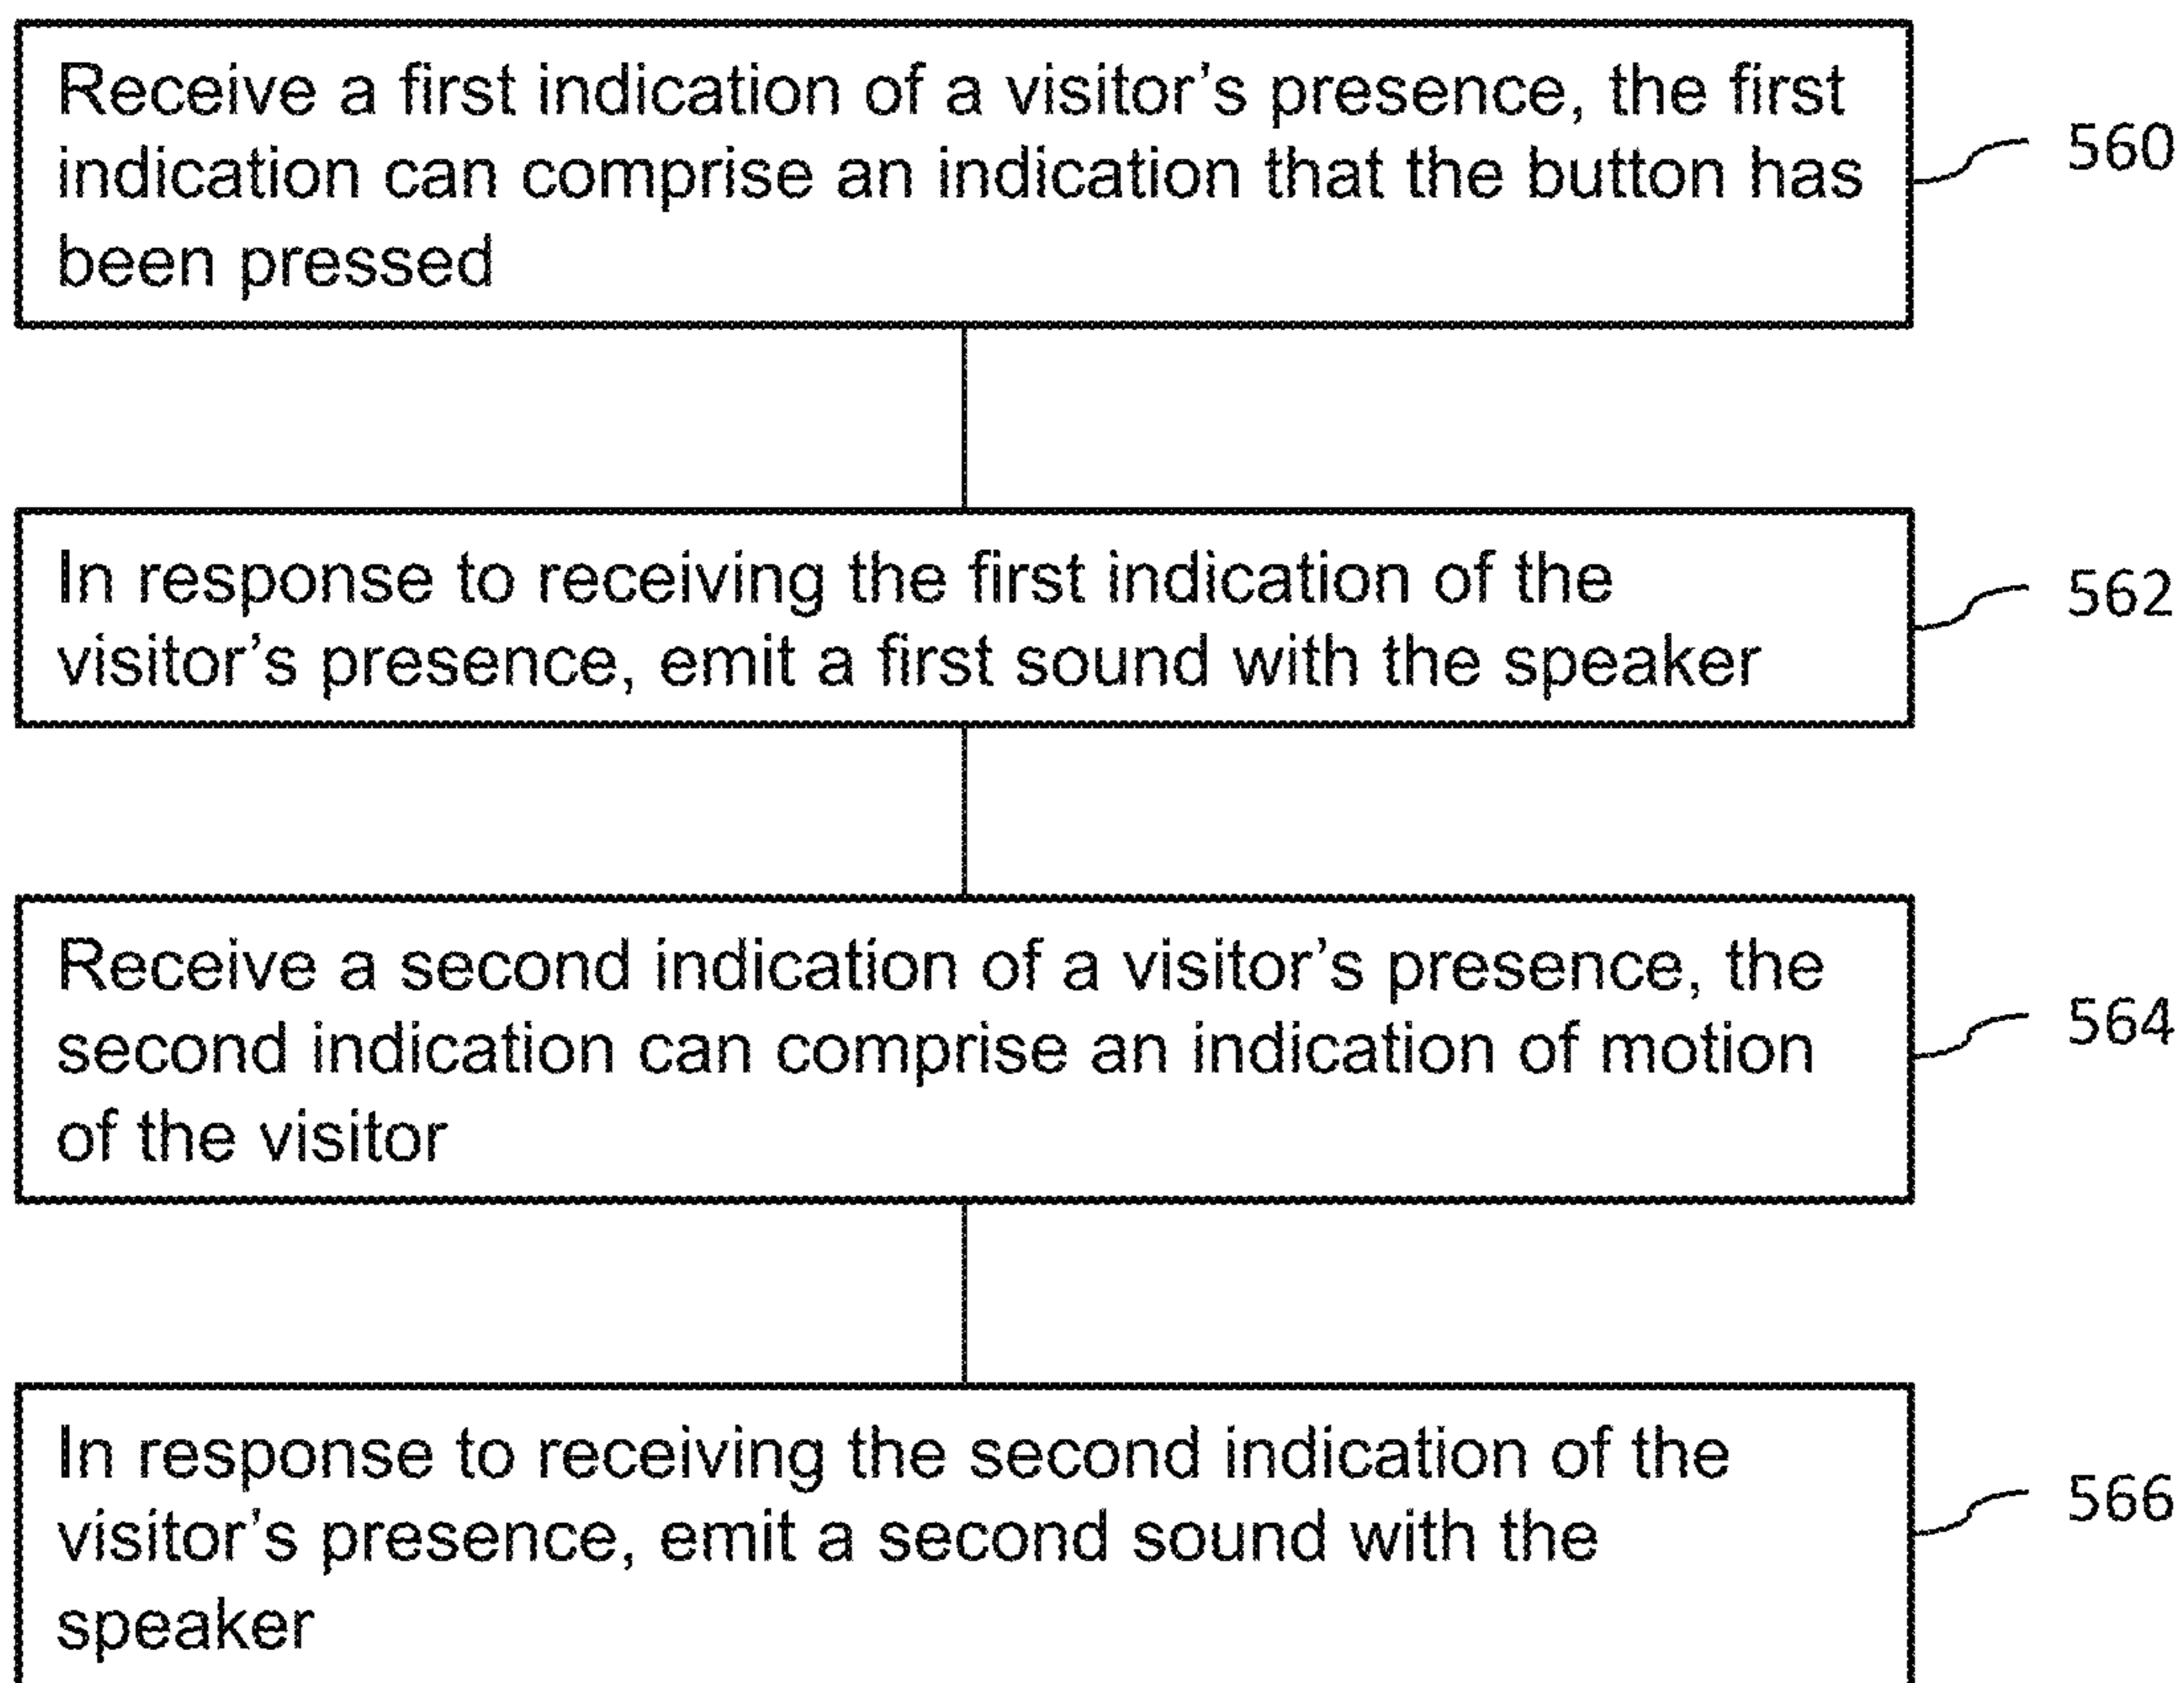 Receive a first indication of a visitor’s presence, the first
indication can comprise an indication that the button has
been pressed
560
In response to receiving the first indication of the
visitor’s presence, emit a first sound with the speaker
562
Receive a second indication of a visitor’s presence, the
second indication can comprise an indication of motion
of the visitor
564
In response to receiving the second indication of the
visitor’s presence, emit a second sound with the
speaker
566